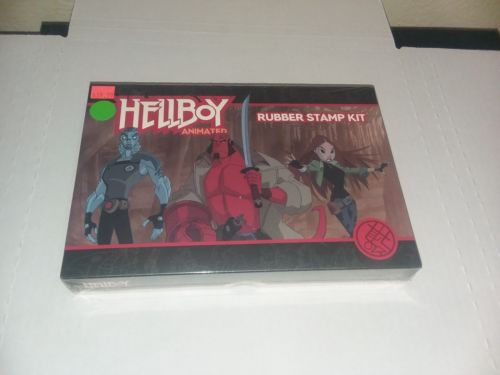 HELLBOY
ANIMATED
RUBBER STAMP KIT
HELLBOY